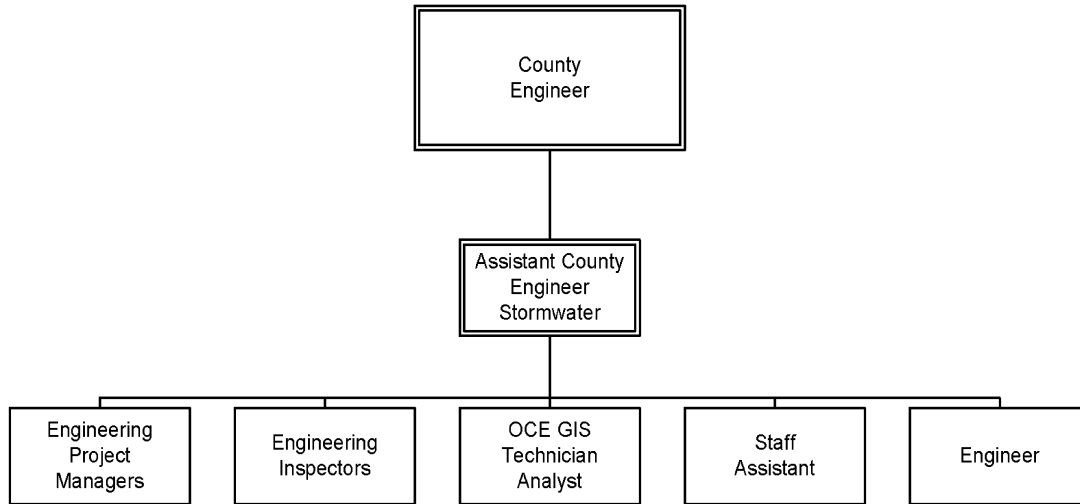 County
Engineer
Assistant County
Engineer
Stormwater
Engineering
Project
Managers
Engineering
Inspectors
OCE GIS
Technician
Analyst
Staff
Assistant
Engineer